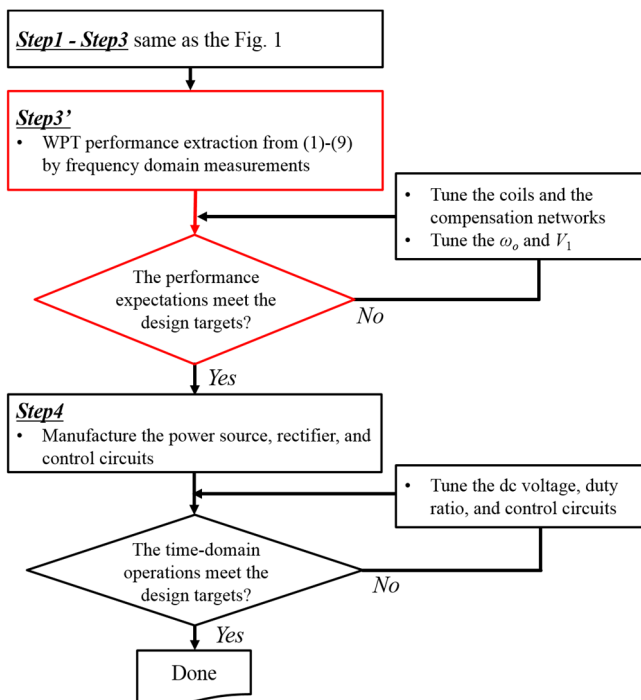 Step1 - Step3 same as the Fig. 1
Step3’
• WPT performance extraction from (1)-(9)
by frequency domain measurements
• Tune the coils and the
compensation networks
• Tune the ωo and V1
The performance
expectations meet the
design targets?
No
Yes
Step4
• Manufacture the power source, rectifier, and
control circuits
• Tune the dc voltage, duty
ratio, and control circuits
The time-domain
operations meet the
design targets?
No
Yes
Done